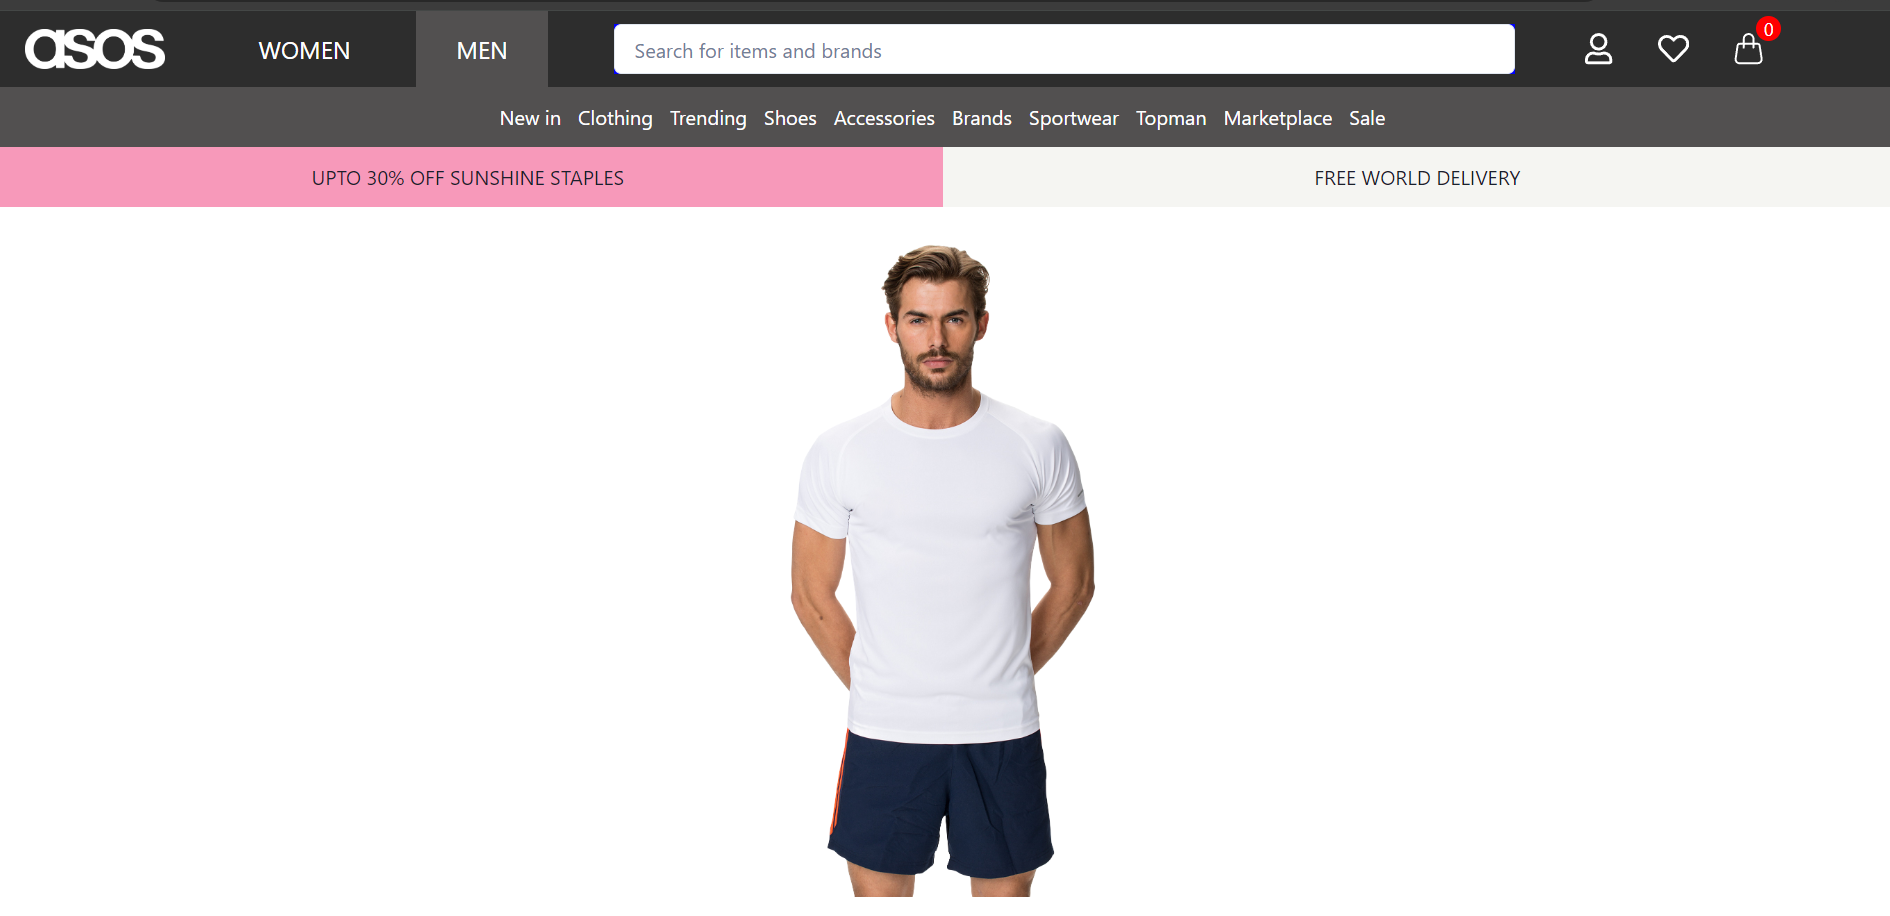 asos WOMEN MEN Search for items and brands 0
New in Clothing Trending Shoes Accessories Brands Sportwear Topman Marketplace Sale
UPTO 30% OFF SUNSHINE STAPLES FREE WORLD DELIVERY